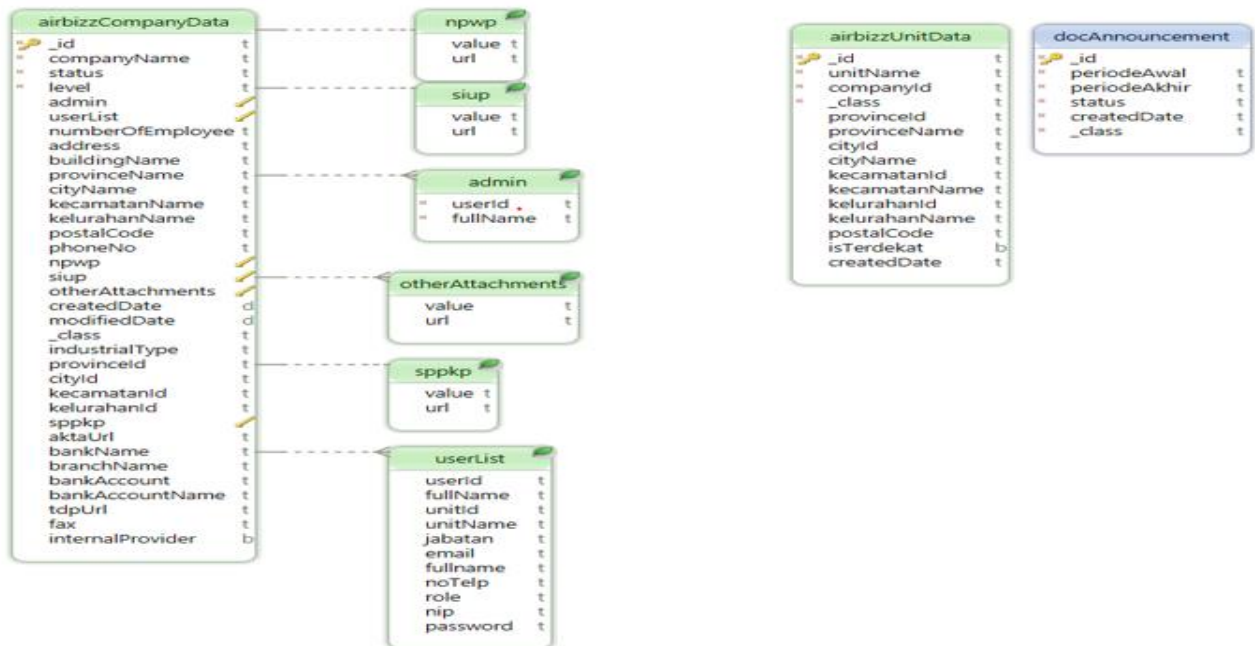 airbizzCompanyData
_id t
companyName t
status t
level t
admin
userList
numberOfEmployee t
address t
buildingName t
provinceName t
cityName t
kecamatanName t
kelurahanName t
postalCode t
phoneNo t
npwp
siup
otherAttachments
createdDate d
modifiedDate d
_class t
industrialType t
provinceId t
cityId t
kecamatanId t
kelurahanId t
sppkp
aktaUrl t
bankName t
branchName t
bankAccount t
bankAccountName t
tdpUrl t
fax t
internalProvider b
npwp
value t
url t
siup
value t
url t
admin
userId t
fullName t
otherAttachments
value t
url t
sppkp
value t
url t
userList
userId t
fullName t
unitId t
unitName t
jabatan t
email t
fullname t
noTelp t
role t
nip t
password t
airbizzUnitData
_id t
unitName t
companyId t
_class t
provinceId t
provinceName t
cityId t
cityName t
kecamatanId t
kecamatanName t
kelurahanId t
kelurahanName t
postalCode t
isTerdekat b
createdDate t
docAnnouncement
_id
periodeAwal t
periodeAkhir t
status t
createdDate t
_class t